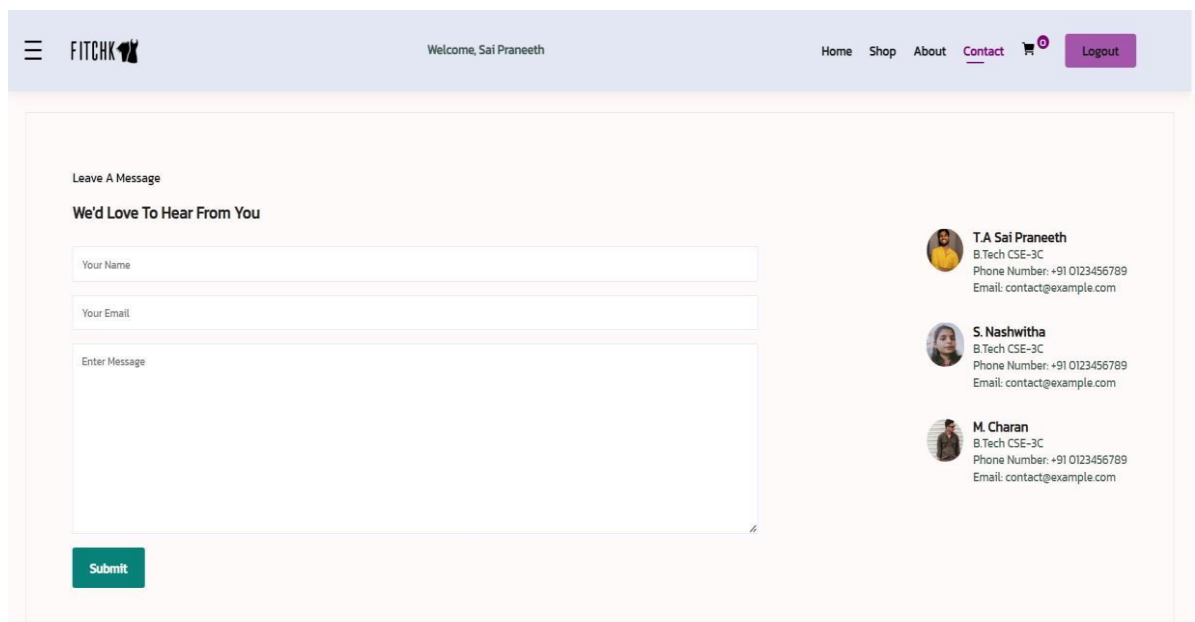 FITCHK
Welcome, Sai Praneeth
Home Shop About Contact 0 Logout
Leave A Message
We'd Love To Hear From You
Your Name
Your Email
Enter Message
Submit
T.A Sai Praneeth
B.Tech CSE-3C
Phone Number: +91 0123456789
Email: contact@example.com
S. Nashwitha
B.Tech CSE-3C
Phone Number: +91 0123456789
Email: contact@example.com
M. Charan
B.Tech CSE-3C
Phone Number: +91 0123456789
Email: contact@example.com